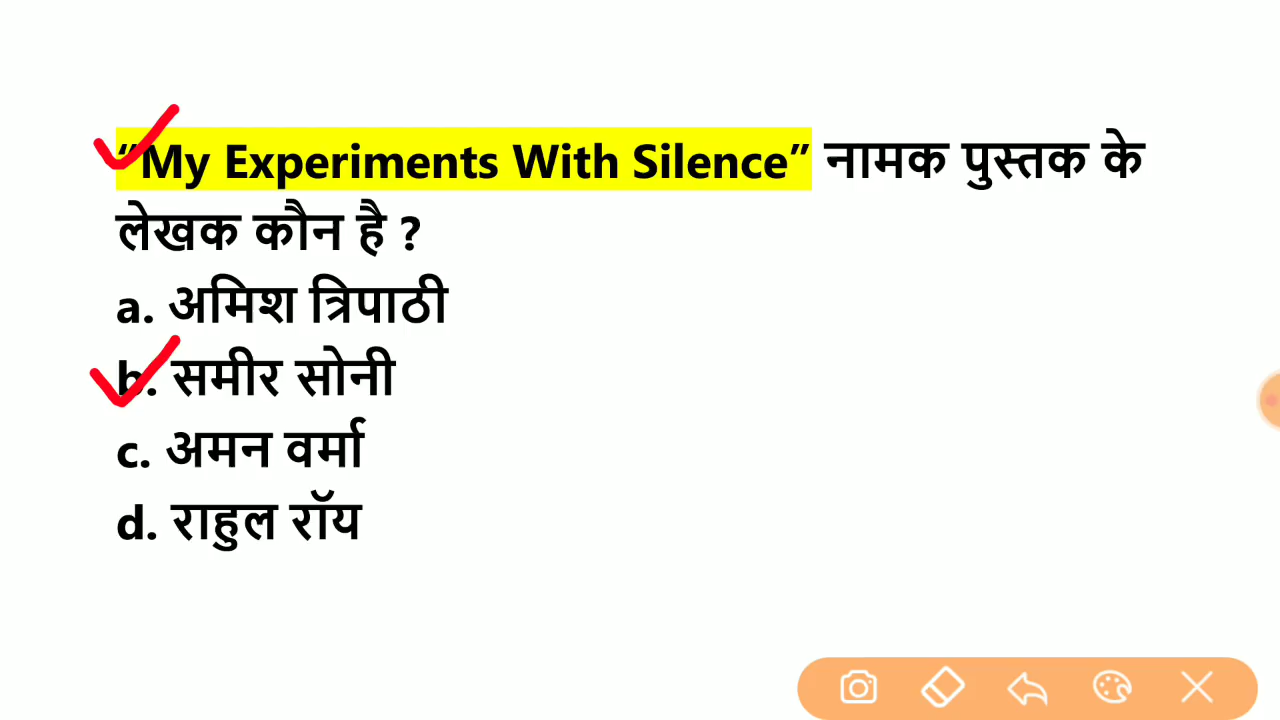 “My Experiments With Silence” नामक पुस्तक के
लेखक कौन है ?
a. अमिश त्रिपाठी
b. समीर सोनी
c. अमन वर्मा
d. राहुल रॉय